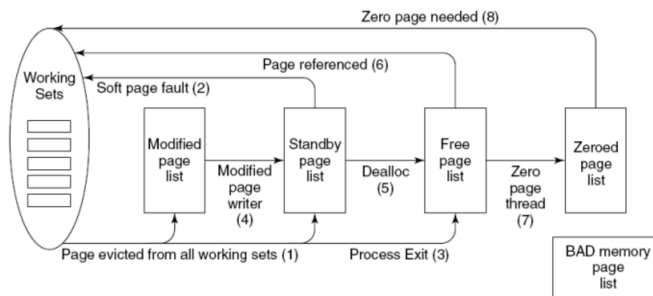 Zero page needed (8)
Page referenced (6)
Soft page fault (2)
Working
Sets
Modified
page
list
Modified
page
writer
(4)
Standby
page
list
Dealloc
(5)
Free
page
list
Zero
page
thread
(7)
Zeroed
page
list
Page evicted from all working sets (1)
Process Exit (3)
BAD memory
page
list